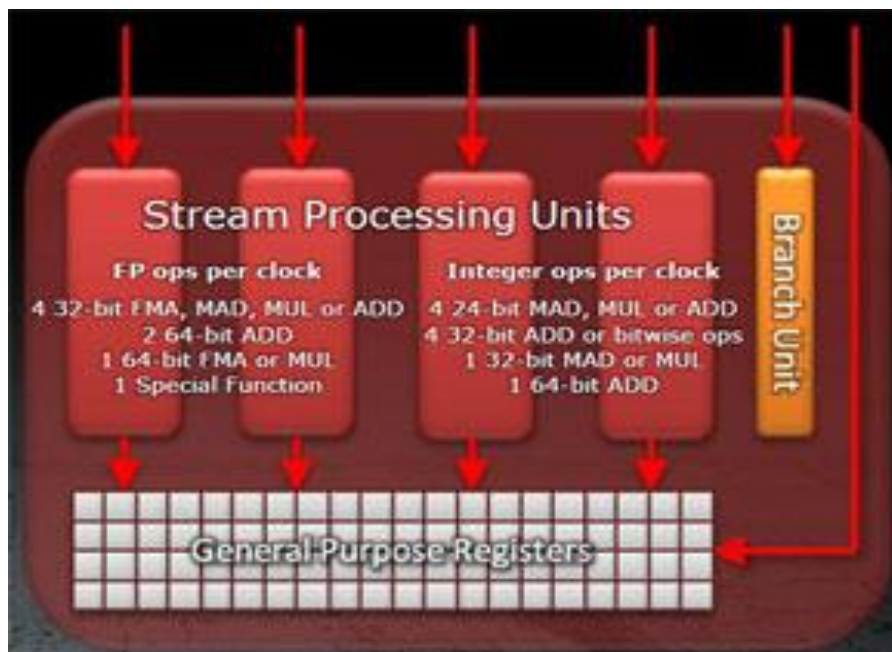 Stream Processing Units
FP ops per clock
4 32-bit FMA, MAD, MUL or ADD
2 64-bit ADD
1 64-bit FMA or MUL
1 Special Function
Integer ops per clock
4 24-bit MAD, MUL or ADD
4 32-bit ADD or bitwise ops
1 32-bit MAD or MUL
1 64-bit ADD
Branch Unit
General Purpose Registers